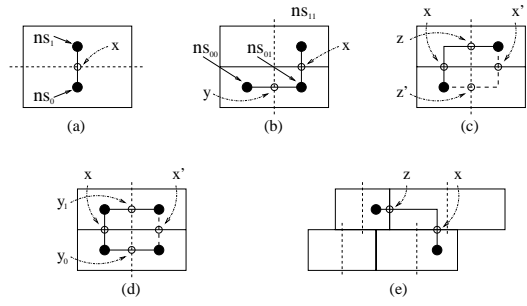 ns₁ x
ns₀
(a)
ns₁₁
ns₀₀ ns₀₁ x
y
(b)
x z x'
z'
(c)
x x'
y₁
y₀
(d)
z x
(e)